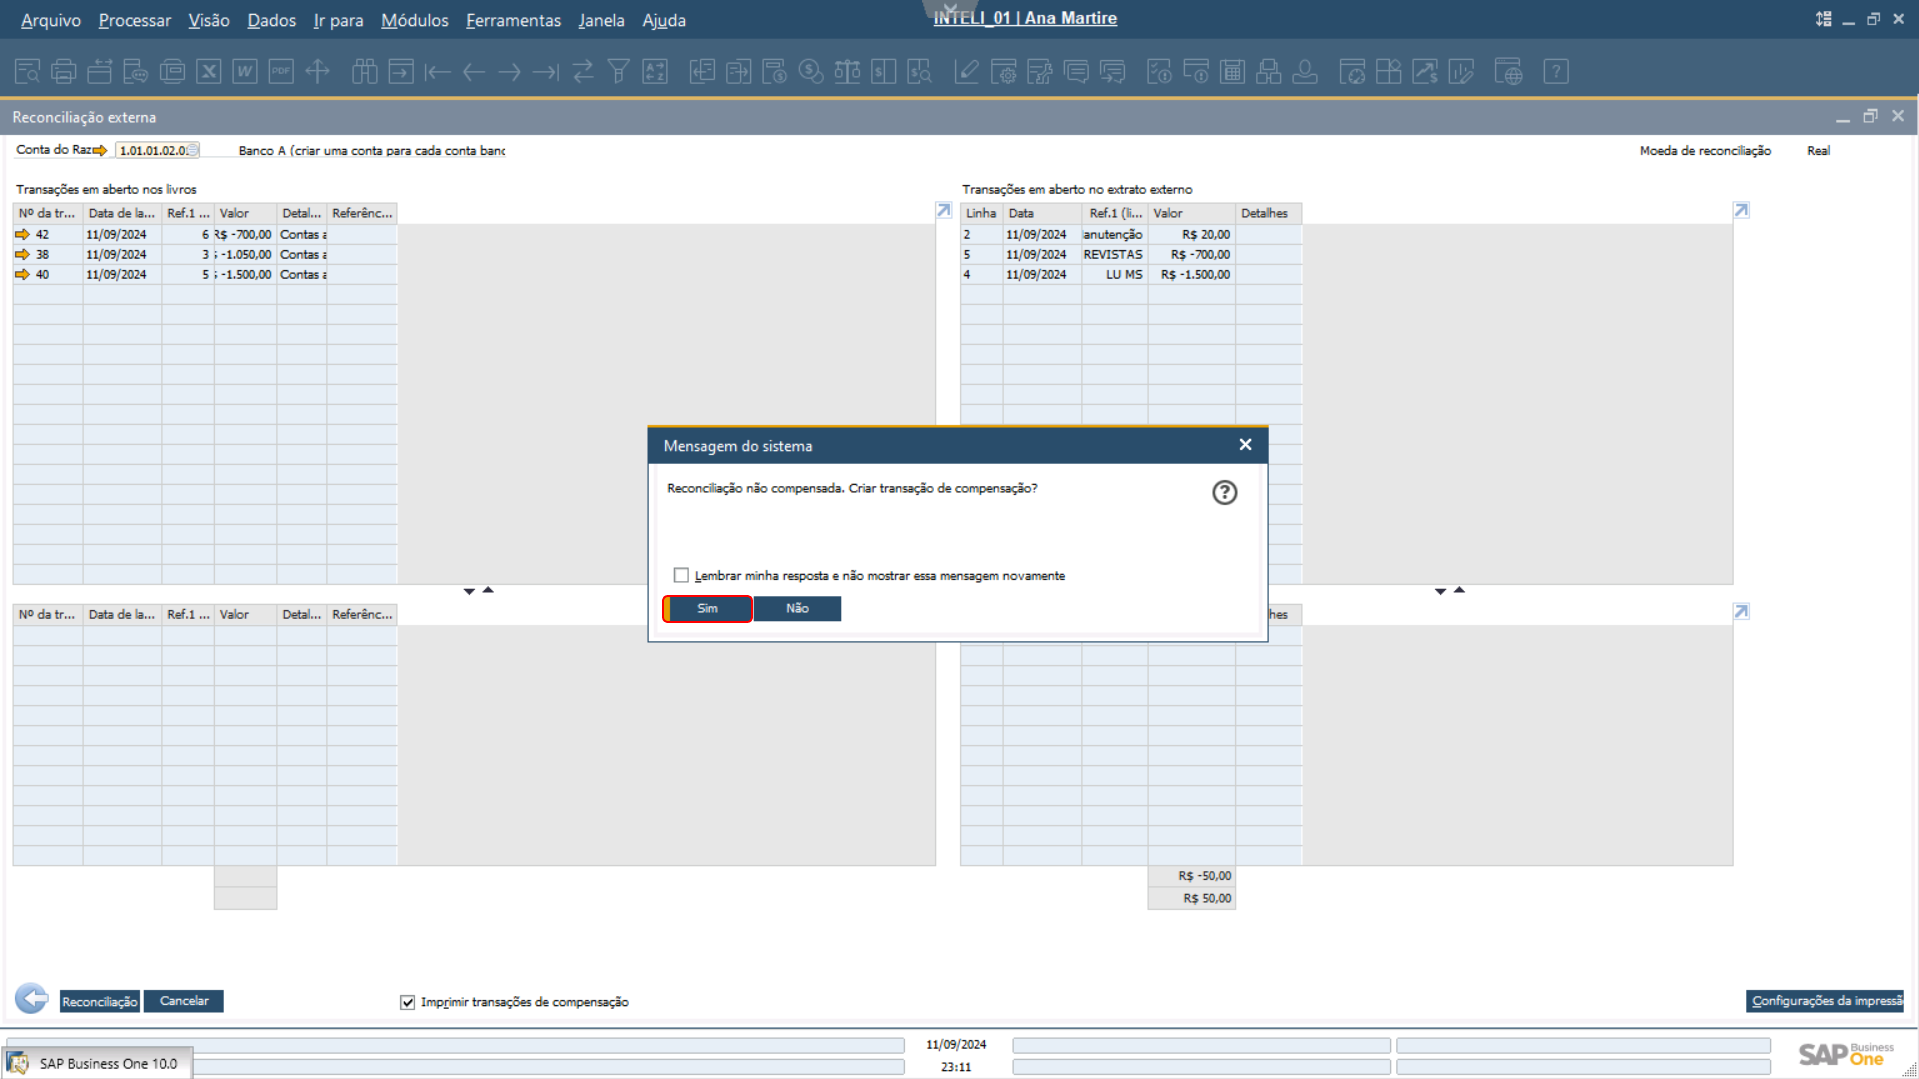 Arquivo Processar Visão Dados Ir para Módulos Ferramentas Janela Ajuda
INTELI_01 | Ana Martire
Reconciliação externa
Conta do Raz 1.01.01.02.0 Banco A (criar uma conta para cada conta banc
Moeda de reconciliação Real
Transações em aberto nos livros
Nº da tr... Data de la... Ref.1 ... Valor Detal... Referênc...
42 11/09/2024 6 R$ -700,00 Contas a
38 11/09/2024 3 -1.050,00 Contas a
40 11/09/2024 5 -1.500,00 Contas a
Transações em aberto no extrato externo
Linha Data Ref.1 (li... Valor Detalhes
2 11/09/2024 anutenção R$ 20,00
5 11/09/2024 REVISTAS R$ -700,00
4 11/09/2024 LU MS R$ -1.500,00
Mensagem do sistema
Reconciliação não compensada. Criar transação de compensação?
Lembrar minha resposta e não mostrar essa mensagem novamente
Sim Não
Nº da tr... Data de la... Ref.1 ... Valor Detal... Referênc...
hes
R$ -50,00
R$ 50,00
Reconciliação Cancelar
Imprimir transações de compensação
Configurações da impressã
11/09/2024
23:11
SAP Business One 10.0
SAP Business One